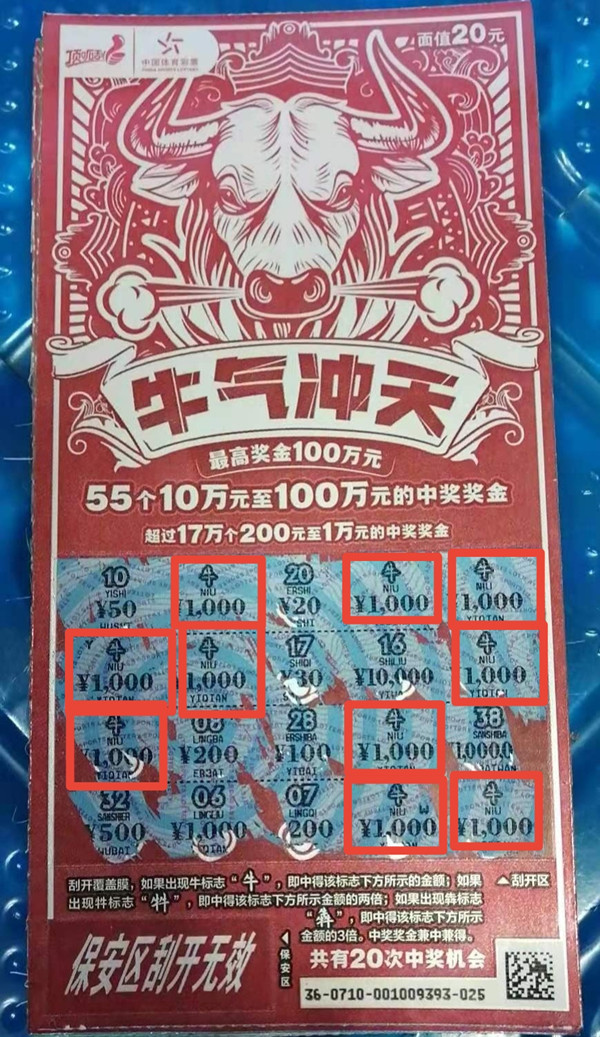 顶呱刮
中国体育彩票
CHINA SPORTS LOTTERY
面值20元
牛气冲天
最高奖金100万元
55个10万元至100万元的中奖奖金
超过17万个200元至1万元的中奖奖金
10 牛 20 牛 牛
YISHI NIU ERSHI NIU NIU
¥50 1,000 ¥20 ¥1,000 1,000
YIQIAN
牛 牛 17 16 牛
NIU NIU SHIQI SHILIU NIU
¥1,000 1,000 ¥30 ¥10,000 1,000
YIQIAN
牛 08 28 牛 38
NIU LINGBA ERSHIBA NIU SANSHIBA
1,000 ¥200 ¥100 ¥1,000
YIBAI
32 06 07 牛 牛
SANSHIER LINGLIU LINGQI NIU NIU
¥500 ¥1,000 200 ¥1,000 ¥1,000
刮开覆盖膜，如果出现牛标志“牛”，即中得该标志下方所示的金额；如果
出现牪标志“牪”，即中得该标志下方所示金额的两倍；如果出现犇标志
“犇”，即中得该标志下方所示
金额的3倍。中奖奖金兼中兼得。
刮开区
共有20次中奖机会
保安区刮开无效
保安区
36-0710-001009393-025